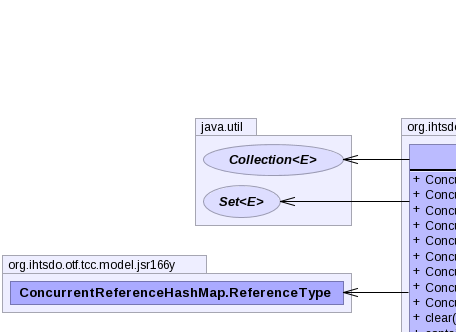 java.util
org.ihtsdo
Collection<E>
Set<E>
+ Concu
+ Concu
+ Concu
+ Concu
+ Concu
+ Concu
+ Concu
+ Concu
+ Concu
+ clear(
org.ihtsdo.otf.tcc.model.jsr166y
ConcurrentReferenceHashMap.ReferenceType